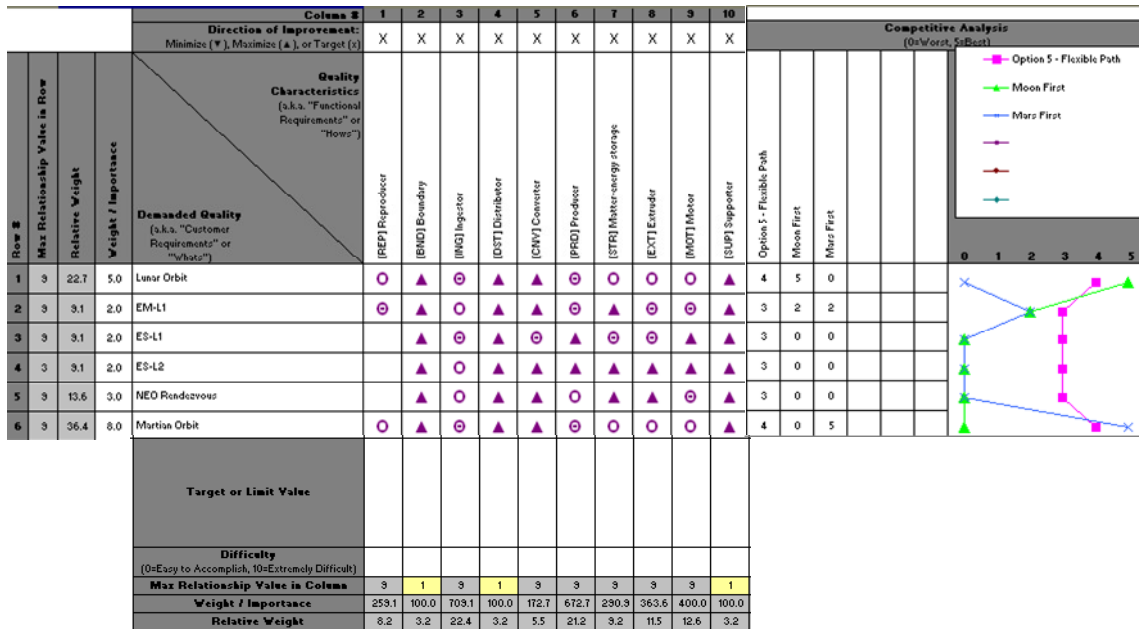 Column # 1 2 3 4 5 6 7 8 9 10
Direction of Improvement:
Minimize (▼), Maximize (▲), or Target (x) X X X X X X X X X X
Competitive Analysis
(0=Worst, 5=Best)
Row #
Max Relationship Value in Row
Relative Weight
Weight / Importance
Quality
Characteristics
(a.k.a. "Functional
Requirements" or
"Hows")
Demanded Quality
(a.k.a. "Customer
Requirements" or
"Whats")
[REP] Reproducer
[BND] Boundary
[ING] Ingestor
[DST] Distributor
[CNV] Converter
[PRD] Producer
[STR] Matter-energy storage
[EXT] Extruder
[MOT] Motor
[SUP] Supporter
Option 5 - Flexible Path
Moon First
Mars First
Option 5 - Flexible Path
Moon First
Mars First
0 1 2 3 4 5
1 9 22.7 5.0 Lunar Orbit 4 5 0
2 9 9.1 2.0 EM-L1 3 2 2
3 9 9.1 2.0 ES-L1 3 0 0
4 3 9.1 2.0 ES-L2 3 0 0
5 9 13.6 3.0 NEO Rendezvous 3 0 0
6 9 36.4 8.0 Martian Orbit 4 0 5
Target or Limit Value
Difficulty
(0=Easy to Accomplish, 10=Extremely Difficult)
Max Relationship Value in Column 9 1 9 1 9 9 9 9 9 1
Weight / Importance 259.1 100.0 709.1 100.0 172.7 672.7 290.9 363.6 400.0 100.0
Relative Weight 8.2 3.2 22.4 3.2 5.5 21.2 9.2 11.5 12.6 3.2